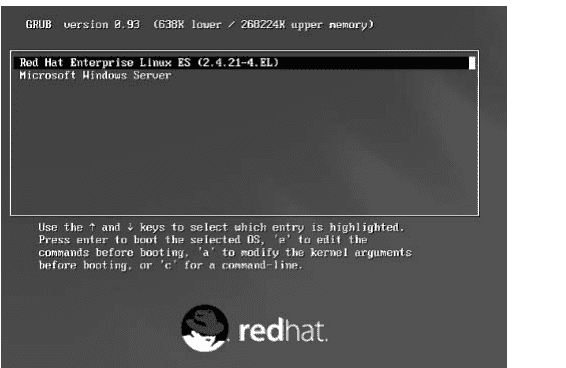 GRUB version 0.93 (638K lower / 268224K upper memory)
Red Hat Enterprise Linux ES (2.4.21-4.EL)
Microsoft Windows Server
Use the ↑ and ↓ keys to select which entry is highlighted.
Press enter to boot the selected OS, 'e' to edit the
commands before booting, 'a' to modify the kernel arguments
before booting, or 'c' for a command-line.
redhat.